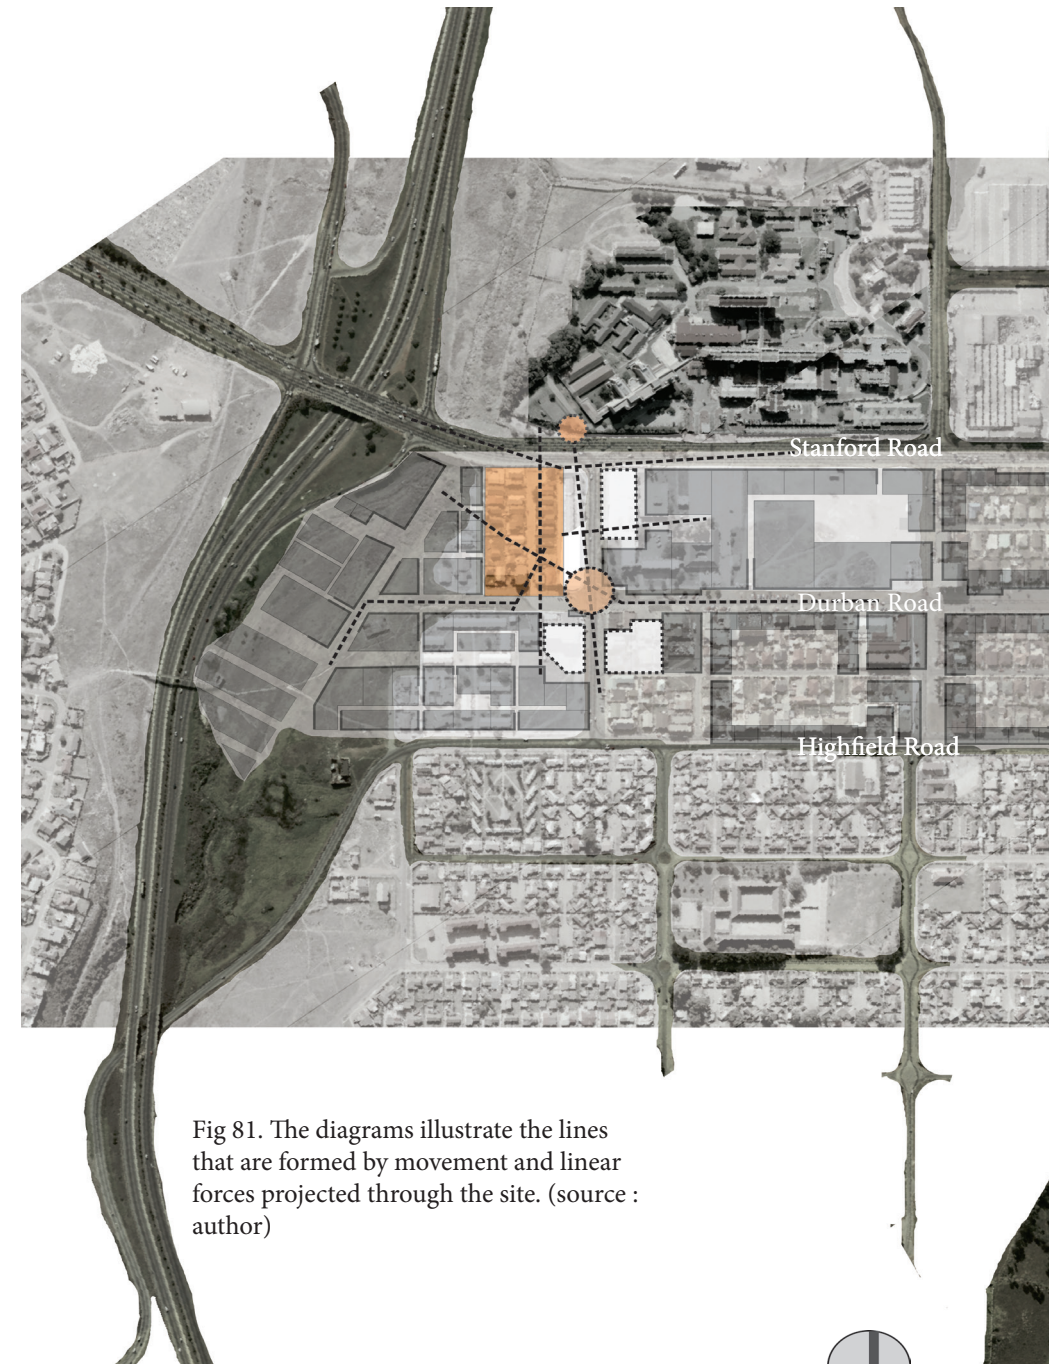 Stanford Road
Durban Road
Highfield Road
Fig 81. The diagrams illustrate the lines
that are formed by movement and linear
forces projected through the site. (source :
author)